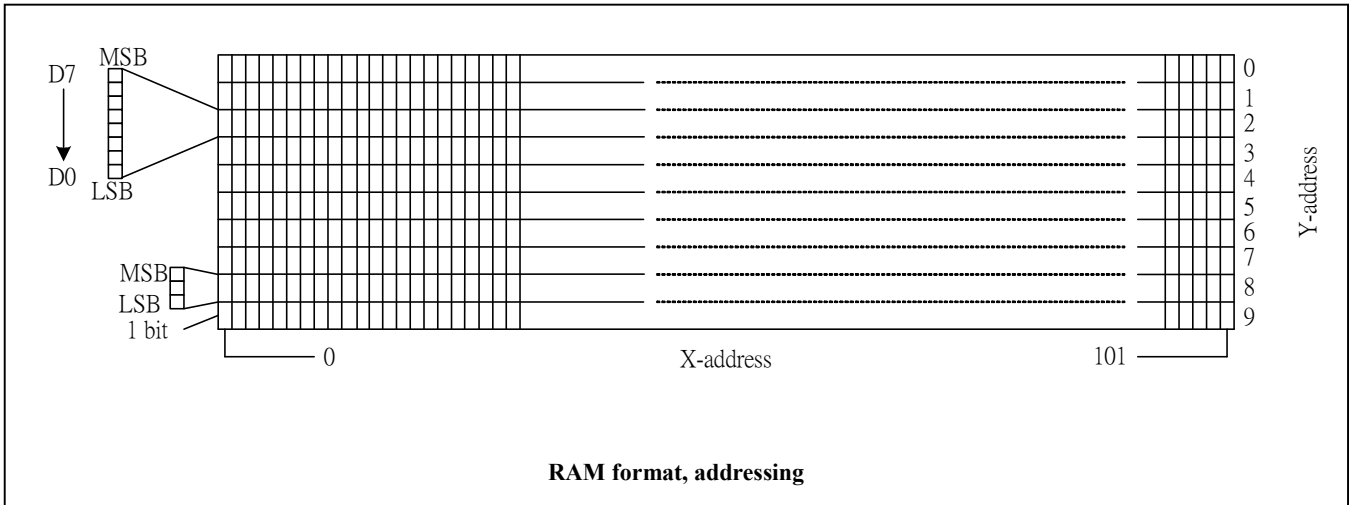 MSB
D7
D0
LSB
MSB
LSB
1 bit
0
1
2
3
4
5
6
7
8
9
Y-address
0
X-address
101
RAM format, addressing